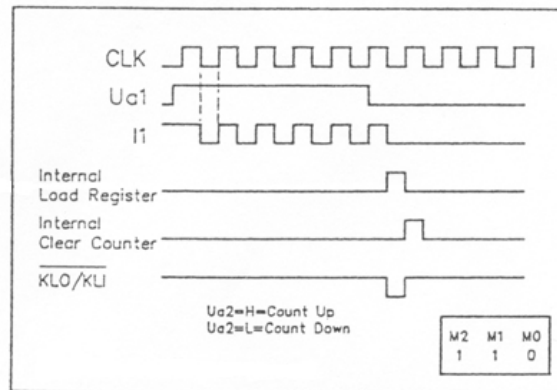 CLK
Ua1
I1
Internal
Load Register
Internal
Clear Counter
KLO/KLI
Ua2=H=Count Up
Ua2=L=Count Down
M2 M1 M0
1 1 0